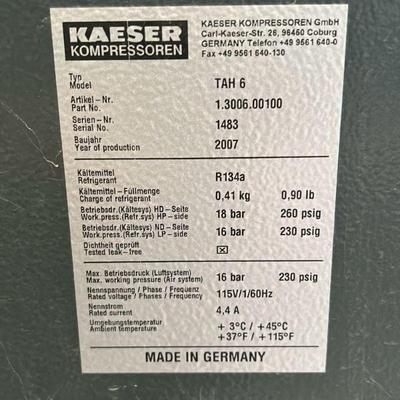 KAESER
KOMPRESSOREN
KAESER KOMPRESSOREN GmbH
Carl-Kaeser-Str. 26, 96450 Coburg
GERMANY Telefon +49 9561 640-0
Fax +49 9561 640-130
Typ
Model TAH 6
Artikel-Nr.
Part No. 1.3006.00100
Serien-Nr.
Serial No. 1483
Baujahr
Year of production 2007
Kältemittel
Refrigerant R134a
Kältemittel-Füllmenge
Charge of refrigerant 0,41 kg 0,90 lb
Betriebsdr.(Kältesys) HD-Seite
Work.press.(Refr.sys) HP-side 18 bar 260 psig
Betriebsdr.(Kältesys) ND-Seite
Work.press.(Refr.sys) LP-side 16 bar 230 psig
Dichtheit geprüft
Tested leak-free ☒
Max. Betriebsdruck (Luftsystem)
Max. working pressure (Air system) 16 bar 230 psig
Nennspannung / Phase / Frequenz
Rated voltage / Phases / Frequency 115V/1/60Hz
Nennstrom
Rated current 4,4 A
Umgebungstemperatur
Ambient temperature + 3°C / +45°C
+37°F / +115°F
MADE IN GERMANY